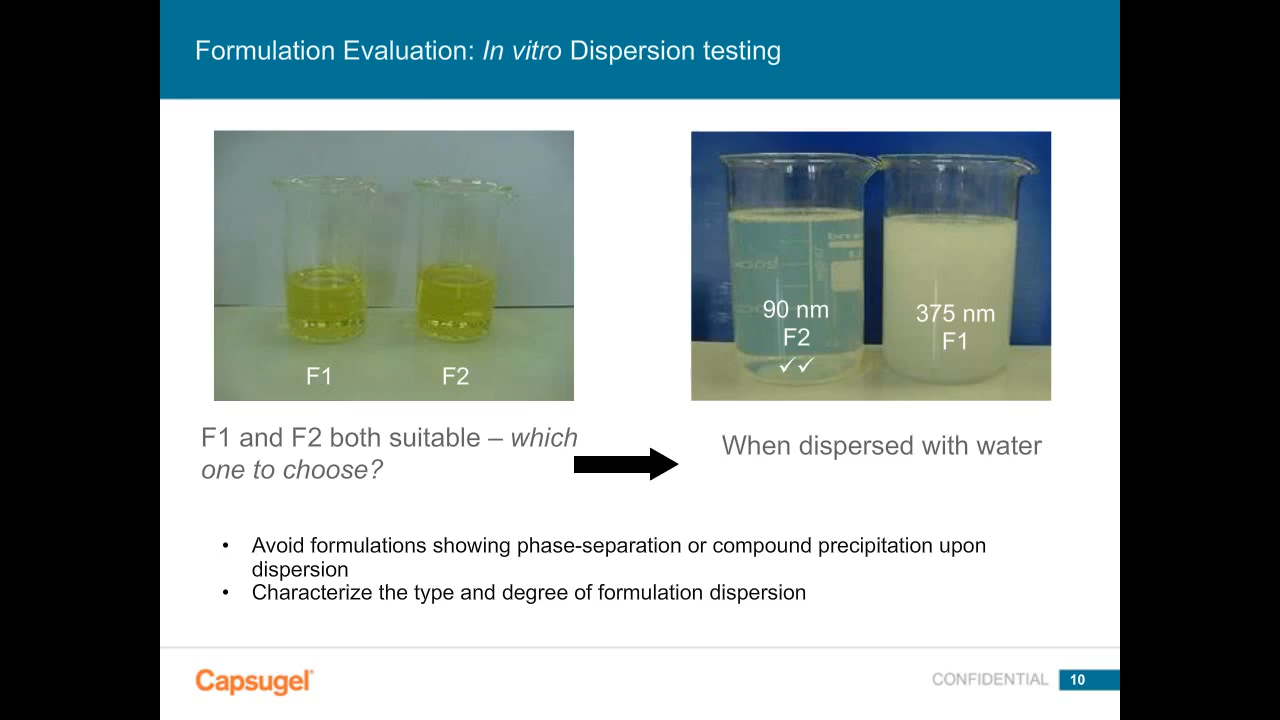 Formulation Evaluation: In vitro Dispersion testing
F1
F2
90 nm
F2
✓✓
375 nm
F1
F1 and F2 both suitable – which
one to choose?
When dispersed with water
• Avoid formulations showing phase-separation or compound precipitation upon
dispersion
• Characterize the type and degree of formulation dispersion
Capsugel®
CONFIDENTIAL
10